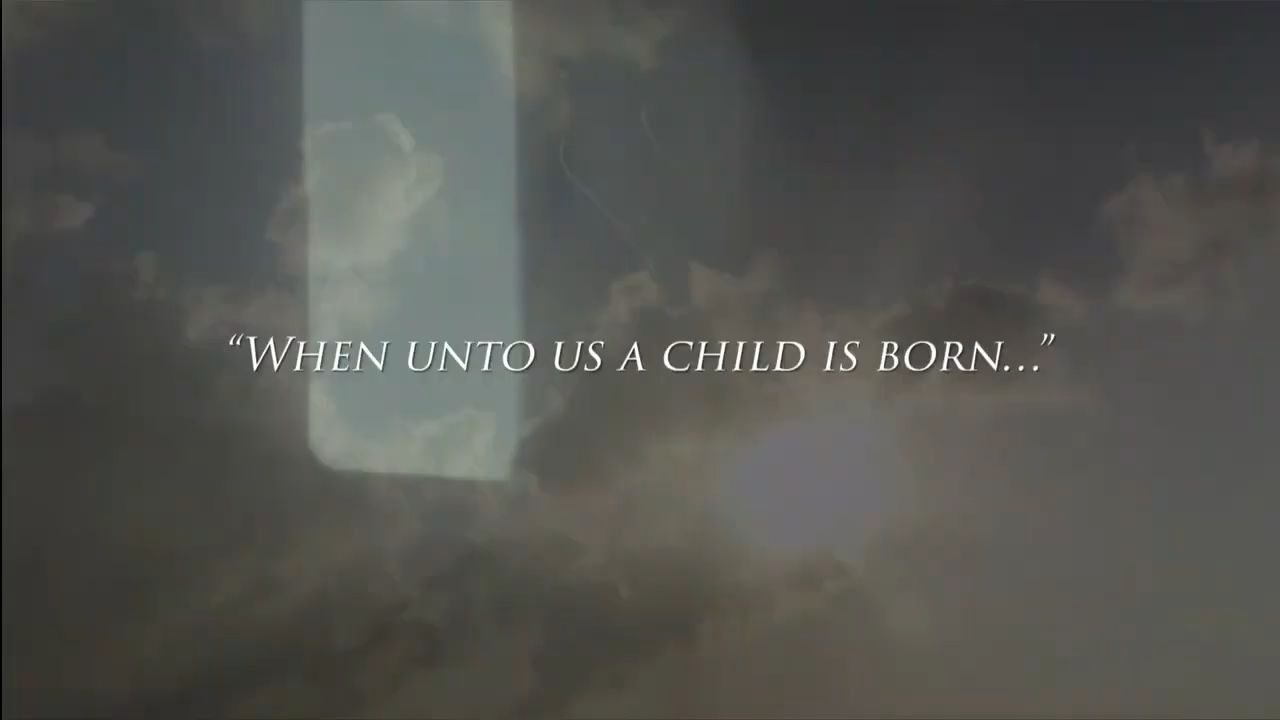 “When unto us a child is born...”